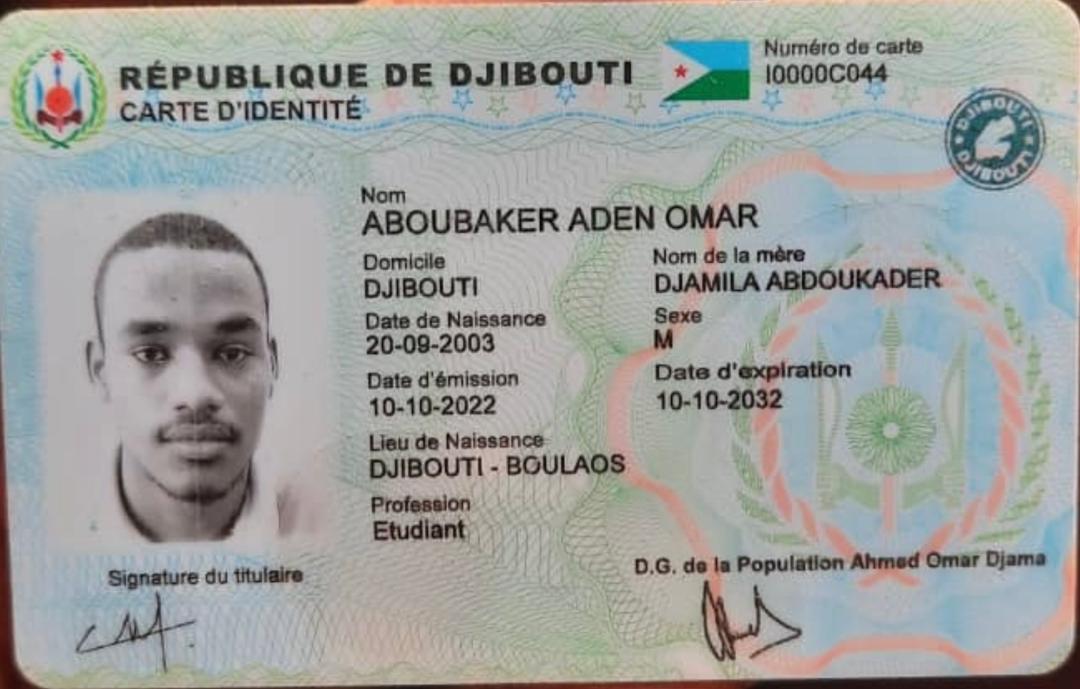 RÉPUBLIQUE DE DJIBOUTI
CARTE D'IDENTITÉ
Numéro de carte
I0000C044
DJIBOUTI
DJIBOUTI
Nom
ABOUBAKER ADEN OMAR
Domicile
DJIBOUTI
Nom de la mère
DJAMILA ABDOUKADER
Date de Naissance
20-09-2003
Sexe
M
Date d'émission
10-10-2022
Date d'expiration
10-10-2032
Lieu de Naissance
DJIBOUTI - BOULAOS
Profession
Etudiant
Signature du titulaire
D.G. de la Population Ahmed Omar Djama